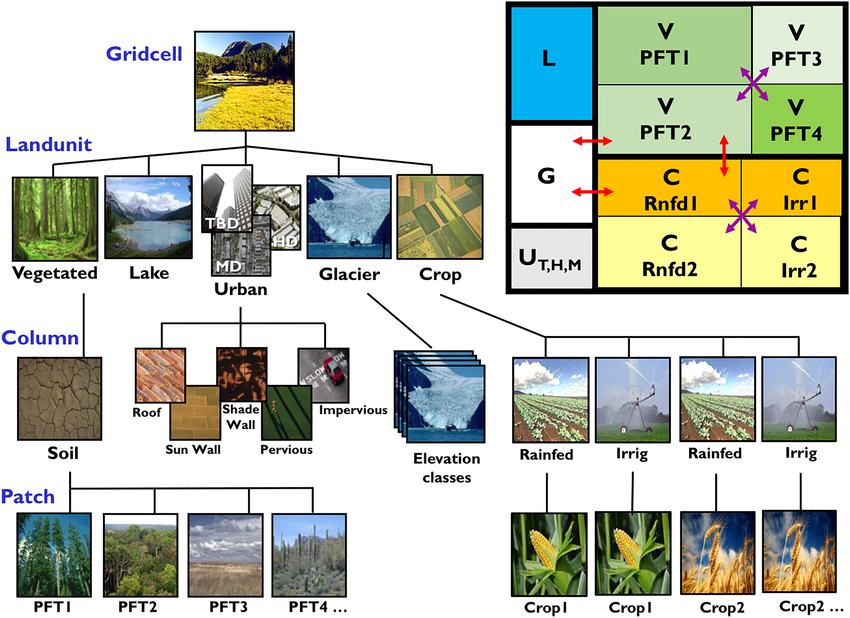 Gridcell
Landunit
TBD
HD
MD
Vegetated
Lake
Urban
Glacier
Crop
Column
Roof
Sun Wall
Shade
Wall
Pervious
Impervious
SLOW
Soil
Elevation
classes
Rainfed
Irrig
Rainfed
Irrig
Patch
PFT1
PFT2
PFT3
PFT4 ...
Crop1
Crop1
Crop2
Crop2 ...
L
G
U T,H,M
V
PFT1
V
PFT3
V
PFT2
V
PFT4
C
Rnfd1
C
Irr1
C
Rnfd2
C
Irr2